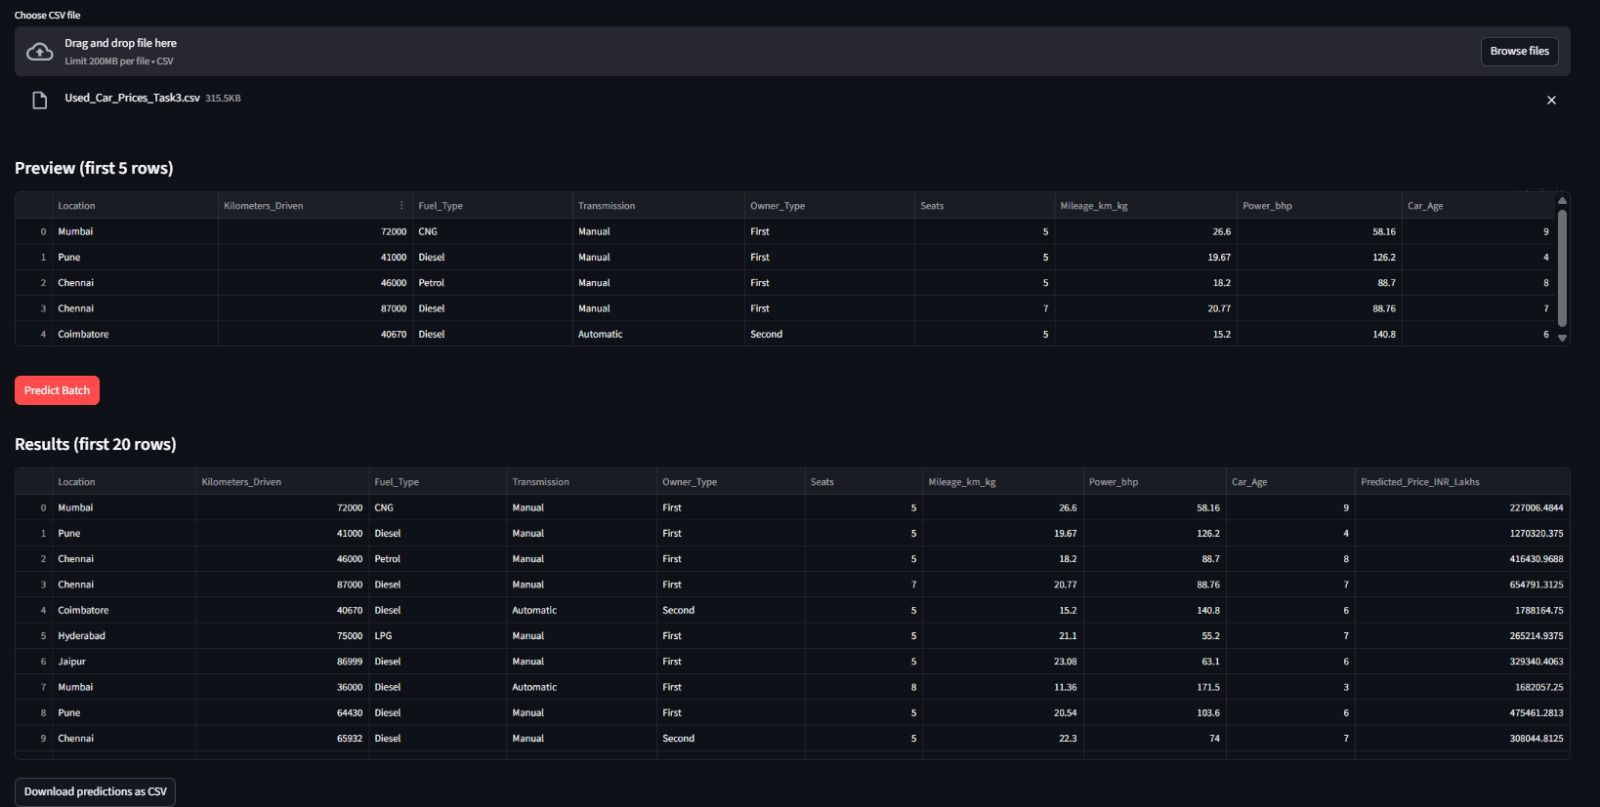 Choose CSV file
Drag and drop file here
Limit 200MB per file • CSV
Browse files
Used_Car_Prices_Task3.csv 315.5KB
Preview (first 5 rows)
Location Kilometers_Driven Fuel_Type Transmission Owner_Type Seats Mileage_km_kg Power_bhp Car_Age
0 Mumbai 72000 CNG Manual First 5 26.6 58.16 9
1 Pune 41000 Diesel Manual First 5 19.67 126.2 4
2 Chennai 46000 Petrol Manual First 5 18.2 88.7 8
3 Chennai 87000 Diesel Manual First 7 20.77 88.76 7
4 Coimbatore 40670 Diesel Automatic Second 5 15.2 140.8 6
Predict Batch
Results (first 20 rows)
Location Kilometers_Driven Fuel_Type Transmission Owner_Type Seats Mileage_km_kg Power_bhp Car_Age Predicted_Price_INR_Lakhs
0 Mumbai 72000 CNG Manual First 5 26.6 58.16 9 227006.4844
1 Pune 41000 Diesel Manual First 5 19.67 126.2 4 1270320.375
2 Chennai 46000 Petrol Manual First 5 18.2 88.7 8 416430.9688
3 Chennai 87000 Diesel Manual First 7 20.77 88.76 7 654791.3125
4 Coimbatore 40670 Diesel Automatic Second 5 15.2 140.8 6 1788164.75
5 Hyderabad 75000 LPG Manual First 5 21.1 55.2 7 265214.9375
6 Jaipur 86999 Diesel Manual First 5 23.08 63.1 6 329340.4063
7 Mumbai 36000 Diesel Automatic First 8 11.36 171.5 3 1682057.25
8 Pune 64430 Diesel Manual First 5 20.54 103.6 6 475461.2813
9 Chennai 65932 Diesel Manual Second 5 22.3 74 7 308044.8125
Download predictions as CSV